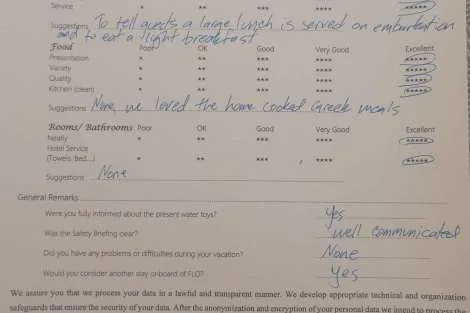 Service * ** *** **** *****
Suggestions To tell guests a large lunch is served on embarkation
and to eat a light breakfast
Food Poor OK Good Very Good Excellent
Presentation * ** *** **** *****
Variety * ** *** **** *****
Quality * ** *** **** *****
Kitchen (clean) * ** *** **** *****
Suggestions None, we loved the home cooked Greek meals
Rooms/ Bathrooms Poor OK Good Very Good Excellent
Neatly * ** *** **** *****
Hotel Service
(Towels, bed...) * ** *** **** *****
Suggestions None
General Remarks
Were you fully informed about the present water toys? Yes
Was the Safety Briefing clear? well communicated
Did you have any problems or difficulties during your vacation? None
Would you consider another stay onboard of FLO? Yes
We assure you that we process your data in a lawful and transparent manner. We develop appropriate technical and organization
safeguards that ensure the security of your data. After the anonymization and encryption of your personal data we intend to process the